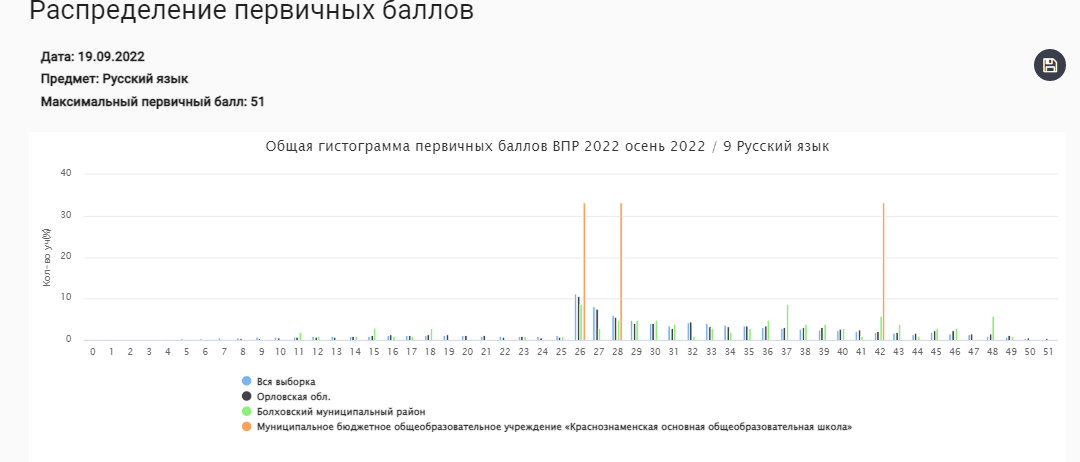 Распределение первичных баллов
Дата: 19.09.2022
Предмет: Русский язык
Максимальный первичный балл: 51
Общая гистограмма первичных баллов ВПР 2022 осень 2022 / 9 Русский язык
Кол-во уч(%)
40
30
20
10
0
0 1 2 3 4 5 6 7 8 9 10 11 12 13 14 15 16 17 18 19 20 21 22 23 24 25 26 27 28 29 30 31 32 33 34 35 36 37 38 39 40 41 42 43 44 45 46 47 48 49 50 51
Вся выборка
Орловская обл.
Болховский муниципальный район
Муниципальное бюджетное общеобразовательное учреждение «Краснознаменская основная общеобразовательная школа»